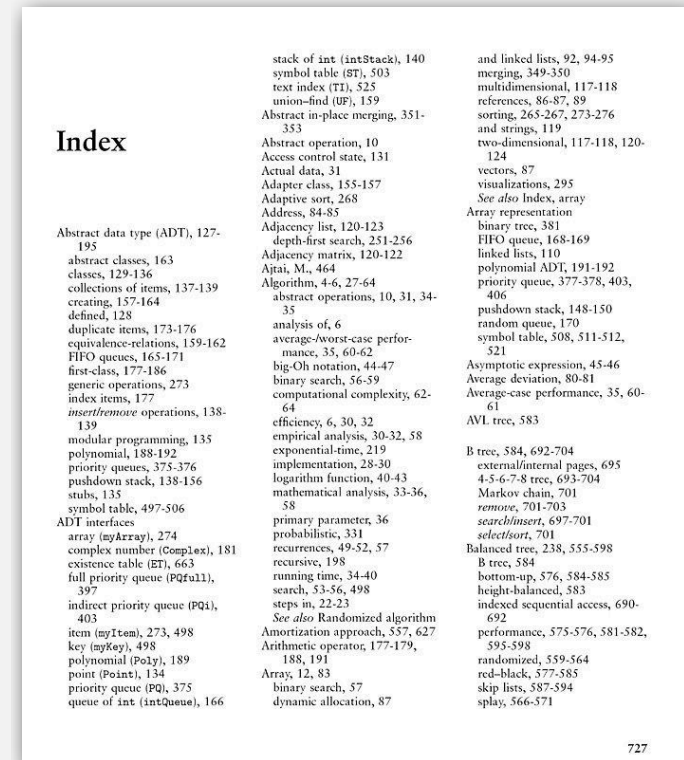 Index
Abstract data type (ADT), 127-
195
abstract classes, 163
classes, 129-136
collections of items, 137-139
creating, 157-164
defined, 128
duplicate items, 173-176
equivalence-relations, 159-162
FIFO queues, 165-171
first-class, 177-186
generic operations, 273
index items, 177
insert/remove operations, 138-
139
modular programming, 135
polynomial, 188-192
priority queues, 375-376
pushdown stack, 138-156
stubs, 135
symbol table, 497-506
ADT interfaces
array (myArray), 274
complex number (Complex), 181
existence table (ET), 663
full priority queue (PQfull),
397
indirect priority queue (PQi),
403
item (myItem), 273, 498
key (myKey), 498
polynomial (Poly), 189
point (Point), 134
priority queue (PQ), 375
queue of int (intQueue), 166
stack of int (intStack), 140
symbol table (ST), 503
text index (TI), 525
union–find (UF), 159
Abstract in-place merging, 351-
353
Abstract operation, 10
Access control state, 131
Actual data, 31
Adapter class, 155-157
Adaptive sort, 268
Address, 84-85
Adjacency list, 120-123
depth-first search, 251-256
Adjacency matrix, 120-122
Ajtai, M., 464
Algorithm, 4-6, 27-64
abstract operations, 10, 31, 34-
35
analysis of, 6
average-/worst-case perfor-
mance, 35, 60-62
big-Oh notation, 44-47
binary search, 56-59
computational complexity, 62-
64
efficiency, 6, 30, 32
empirical analysis, 30-32, 58
exponential-time, 219
implementation, 28-30
logarithm function, 40-43
mathematical analysis, 33-36,
58
primary parameter, 36
probabilistic, 331
recurrences, 49-52, 57
recursive, 198
running time, 34-40
search, 53-56, 498
steps in, 22-23
See also Randomized algorithm
Amortization approach, 557, 627
Arithmetic operator, 177-179,
188, 191
Array, 12, 83
binary search, 57
dynamic allocation, 87
and linked lists, 92, 94-95
merging, 349-350
multidimensional, 117-118
references, 86-87, 89
sorting, 265-267, 273-276
and strings, 119
two-dimensional, 117-118, 120-
124
vectors, 87
visualizations, 295
See also Index, array
Array representation
binary tree, 381
FIFO queue, 168-169
linked lists, 110
polynomial ADT, 191-192
priority queue, 377-378, 403,
406
pushdown stack, 148-150
random queue, 170
symbol table, 508, 511-512,
521
Asymptotic expression, 45-46
Average deviation, 80-81
Average-case performance, 35, 60-
61
AVL tree, 583
B tree, 584, 692-704
external/internal pages, 695
4-5-6-7-8 tree, 693-704
Markov chain, 701
remove, 701-703
search/insert, 697-701
select/sort, 701
Balanced tree, 238, 555-598
B tree, 584
bottom-up, 576, 584-585
height-balanced, 583
indexed sequential access, 690-
692
performance, 575-576, 581-582,
595-598
randomized, 559-564
red–black, 577-585
skip lists, 587-594
splay, 566-571
727